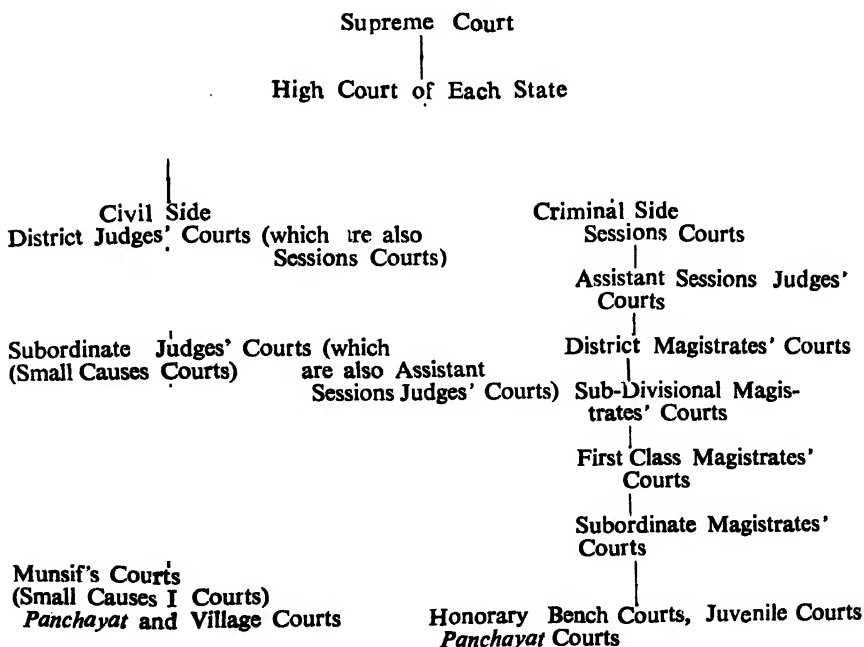 Supreme Court
High Court of Each State
Civil Side
District Judges' Courts (which are also
Sessions Courts)
Subordinate Judges' Courts (which
(Small Causes Courts) are also Assistant
Sessions Judges' Courts)
Munsif's Courts
(Small Causes I Courts)
Panchayat and Village Courts
Criminal Side
Sessions Courts
Assistant Sessions Judges'
Courts
District Magistrates' Courts
Sub-Divisional Magis-
trates' Courts
First Class Magistrates'
Courts
Subordinate Magistrates'
Courts
Honorary Bench Courts, Juvenile Courts
Panchayat Courts